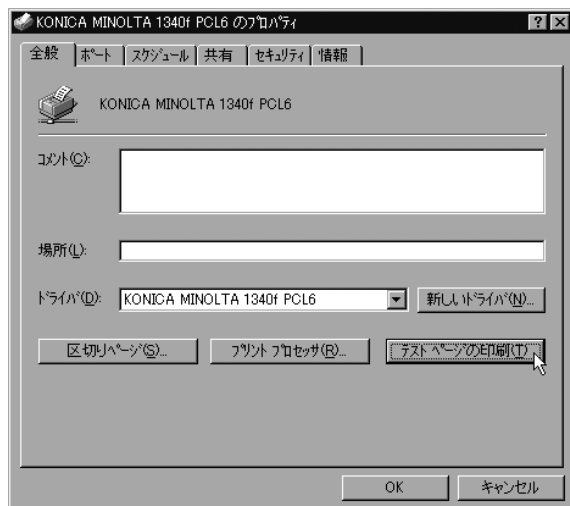 KONICA MINOLTA 1340f PCL6 のﾌﾟﾛﾊﾟﾃｨ
全般 ﾎﾟｰﾄ ｽｹｼﾞｭｰﾙ 共有 ｾｷｭﾘﾃｨ 情報
KONICA MINOLTA 1340f PCL6
ｺﾒﾝﾄ(C):
場所(L):
ﾄﾞﾗｲﾊﾞ(D): KONICA MINOLTA 1340f PCL6 新しいﾄﾞﾗｲﾊﾞ(N)...
区切りﾍﾟｰｼﾞ(S)... ﾌﾟﾘﾝﾄ ﾌﾟﾛｾｯｻ(R)... ﾃｽﾄ ﾍﾟｰｼﾞの印刷(T)
OK ｷｬﾝｾﾙ